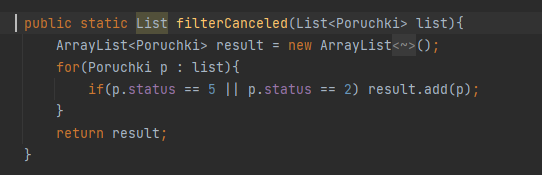 public static List filterCanceled(List<Poruchki> list){
ArrayList<Poruchki> result = new ArrayList<~>();
for(Poruchki p : list){
if(p.status == 5 || p.status == 2) result.add(p);
}
return result;
}